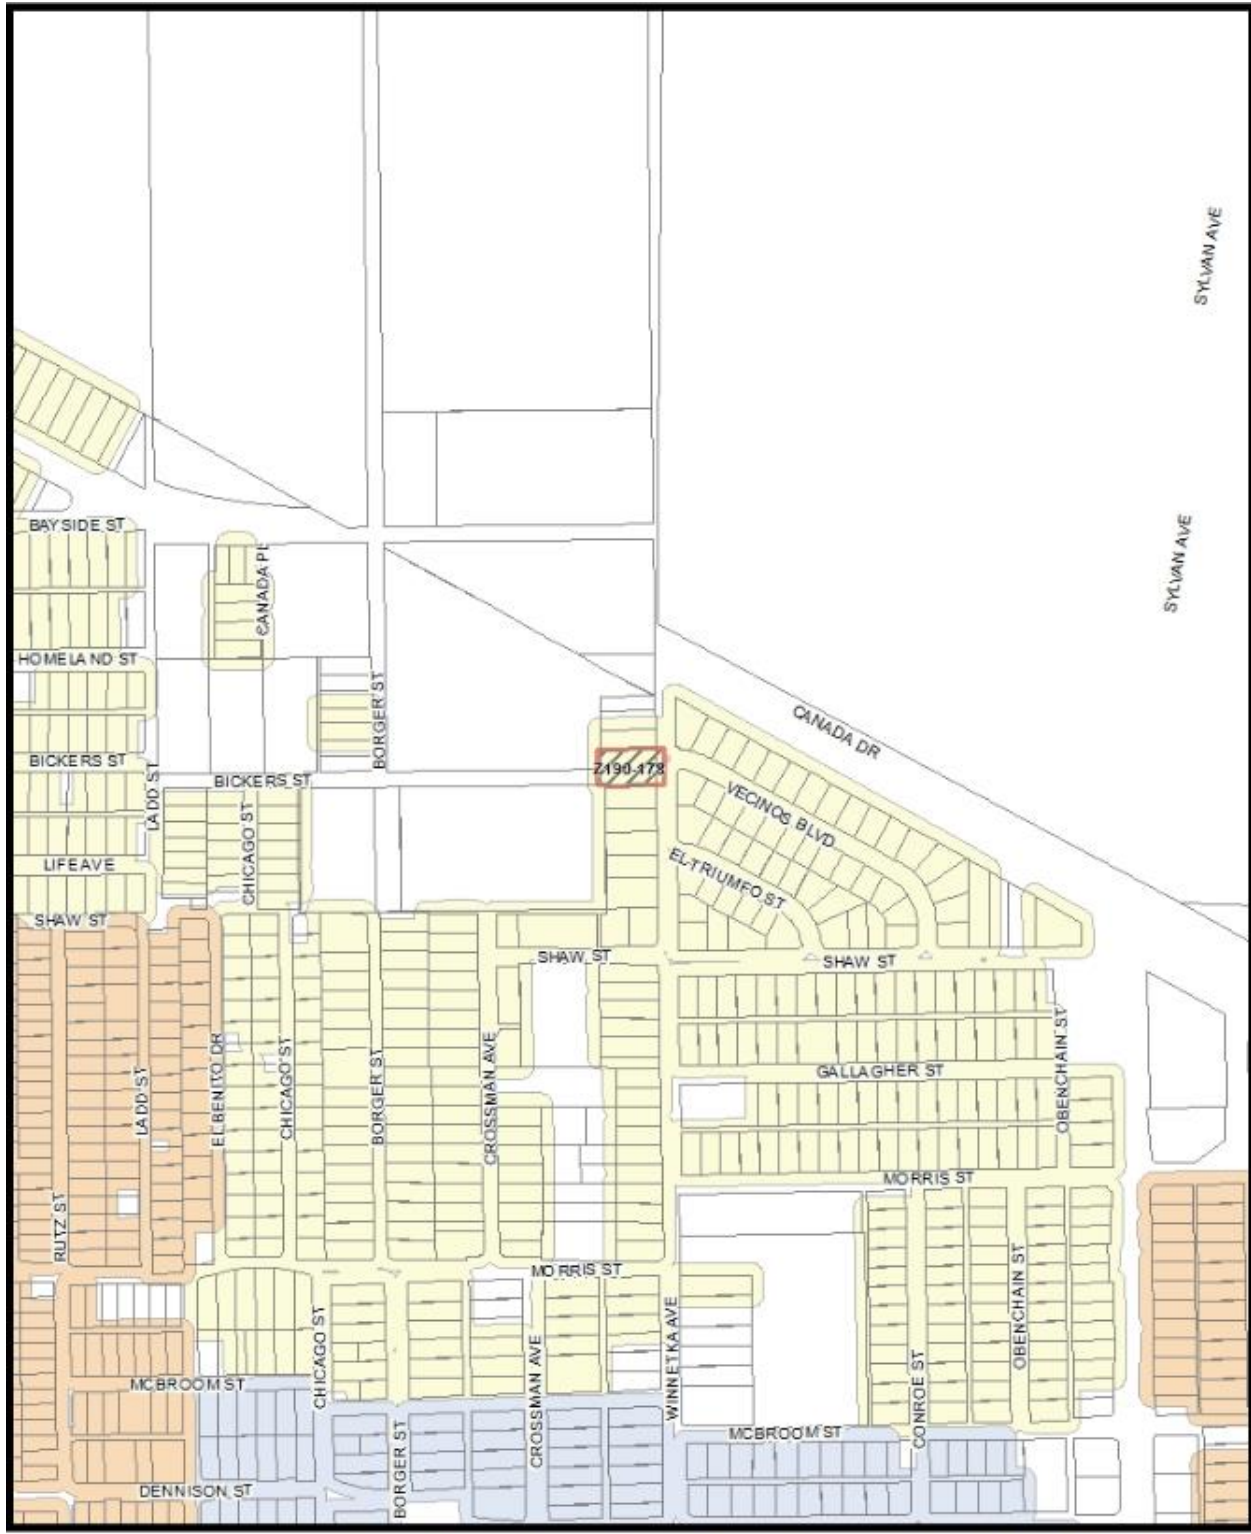 SYLVAN AVE
SYLVAN AVE
BAYSIDE ST
CANADA PL
HOMELAND ST
BORGER ST
CANADA DR
BICKERS ST
BICKERS ST
Z190-178
LADD ST
VECINOS BLVD
CHICAGO ST
LIFE AVE
EL TRIUMFO ST
SHAW ST
SHAW ST
SHAW ST
EL BENITO DR
CHICAGO ST
LADD ST
BORGER ST
CROSSMAN AVE
GALLAGHER ST
OBENCHAIN ST
MORRIS ST
RUTZ ST
MORRIS ST
OBENCHAIN ST
CHICAGO ST
WINNETKA AVE
CROSSMAN AVE
CONROE ST
MCBROOM ST
MCBROOM ST
BORGER ST
DENNISON ST